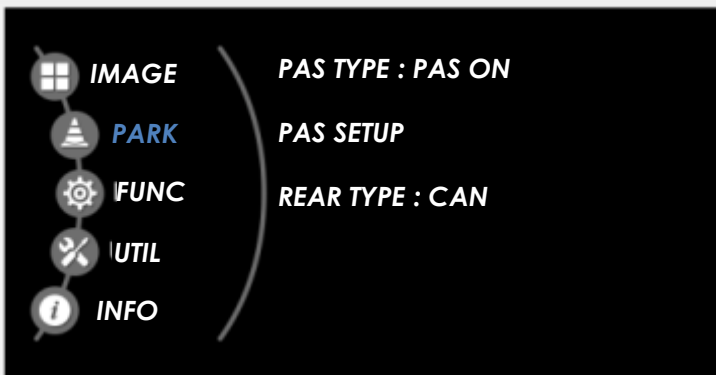 IMAGE
PARK
FUNC
UTIL
INFO
PAS TYPE : PAS ON
PAS SETUP
REAR TYPE : CAN